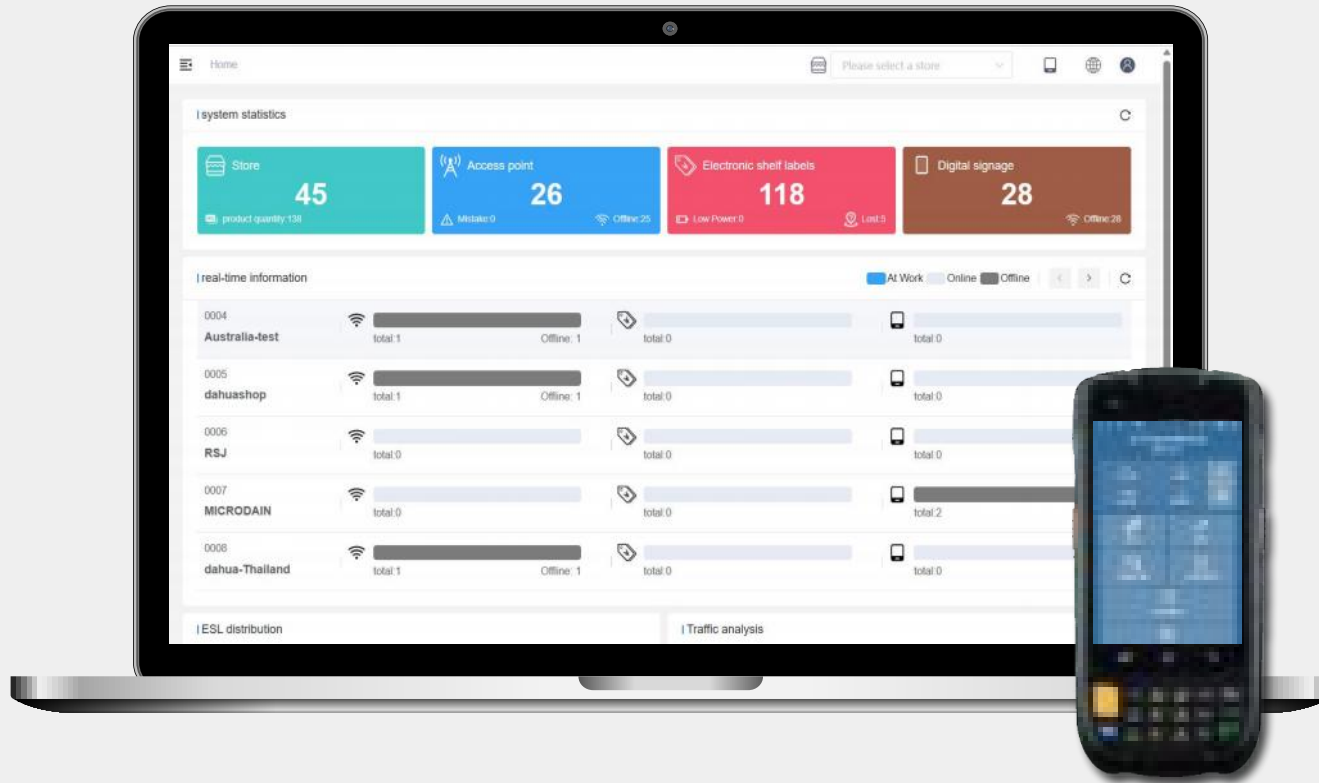 Home
Please select a store
system statistics
Store
45
product quantity:138
Access point
26
Mistake:0
Offline:25
Electronic shelf labels
118
Low Power:0
Lost:5
Digital signage
28
Offline:28
real-time information
At Work Online Offline
0004
Australia-test
total:1 Offline: 1 total:0 total:0
0005
dahuashop
total:1 Offline: 1 total:0 total:0
0006
RSJ
total:0 total:0 total:0
0007
MICRODAIN
total:0 total:0 total:2
0008
dahua-Thailand
total:1 Offline: 1 total:0 total:0
ESL distribution
Traffic analysis